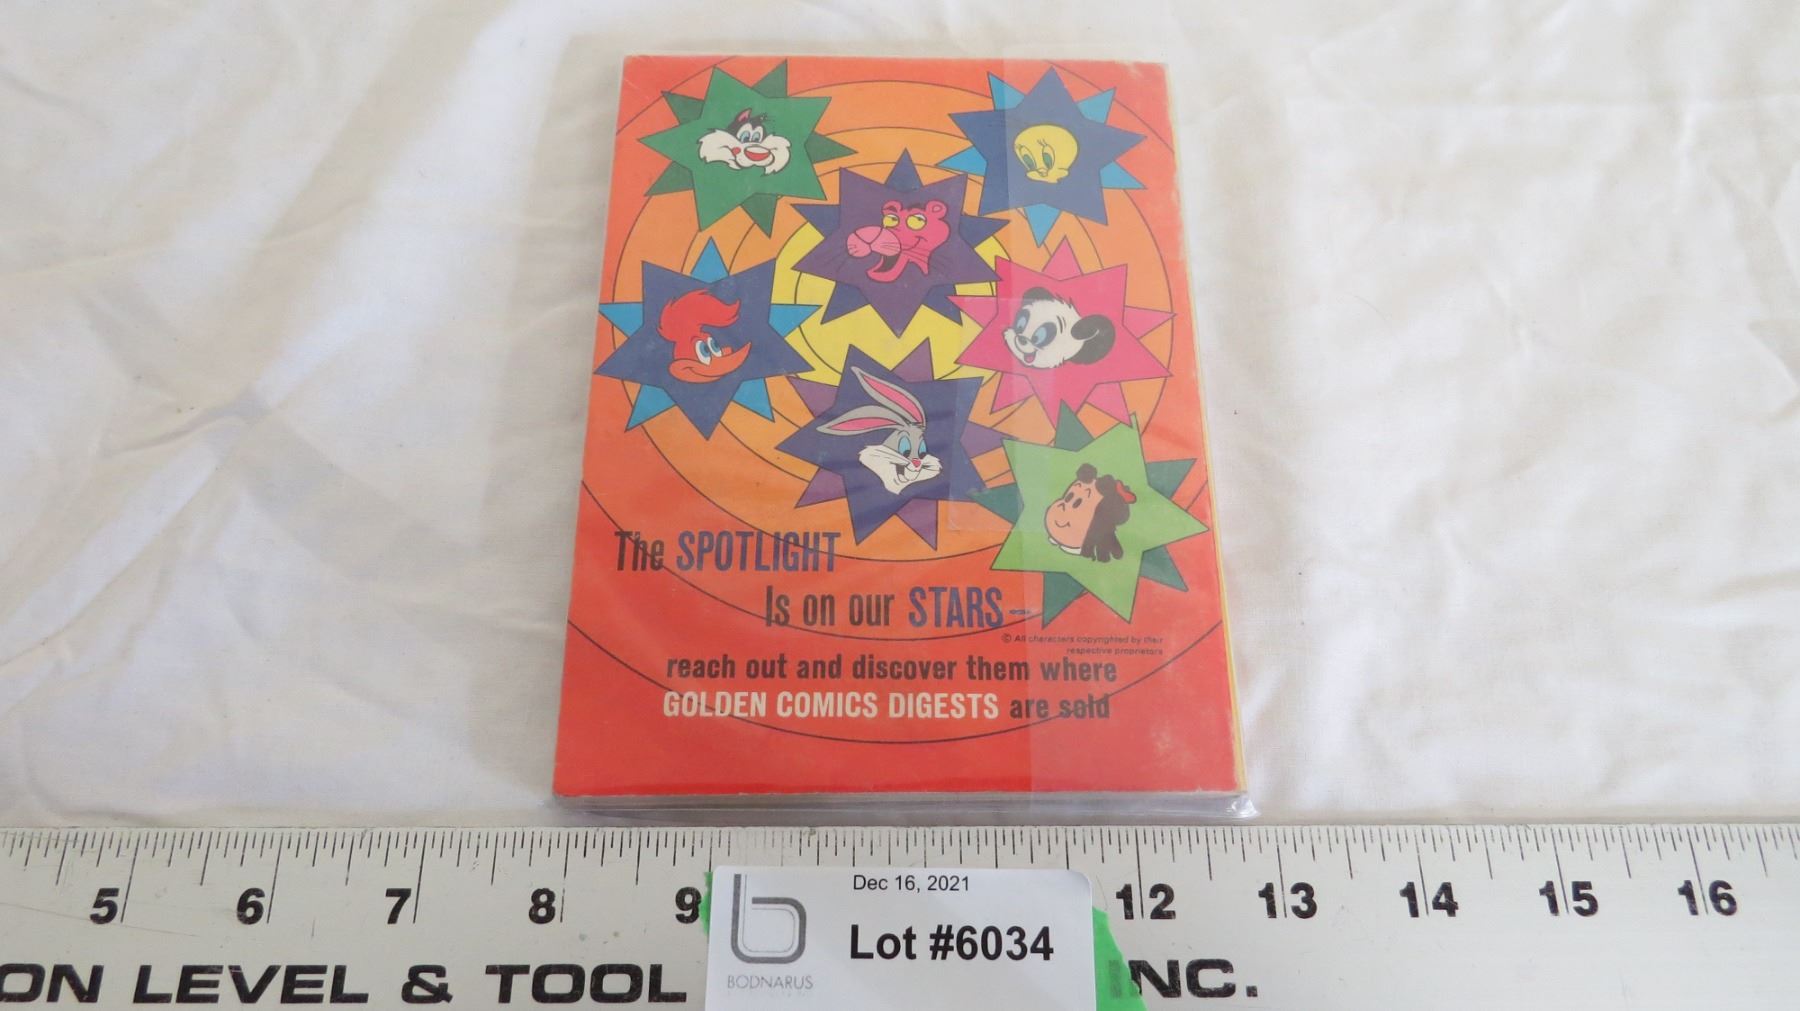 The SPOTLIGHT
Is on our STARS-
© All characters copyrighted by their
respective proprietors
reach out and discover them where
GOLDEN COMICS DIGESTS are sold
5 6 7 8 9 12 13 14 15 16
Dec 16, 2021
Lot #6034
BODNARUS
ON LEVEL & TOOL INC.